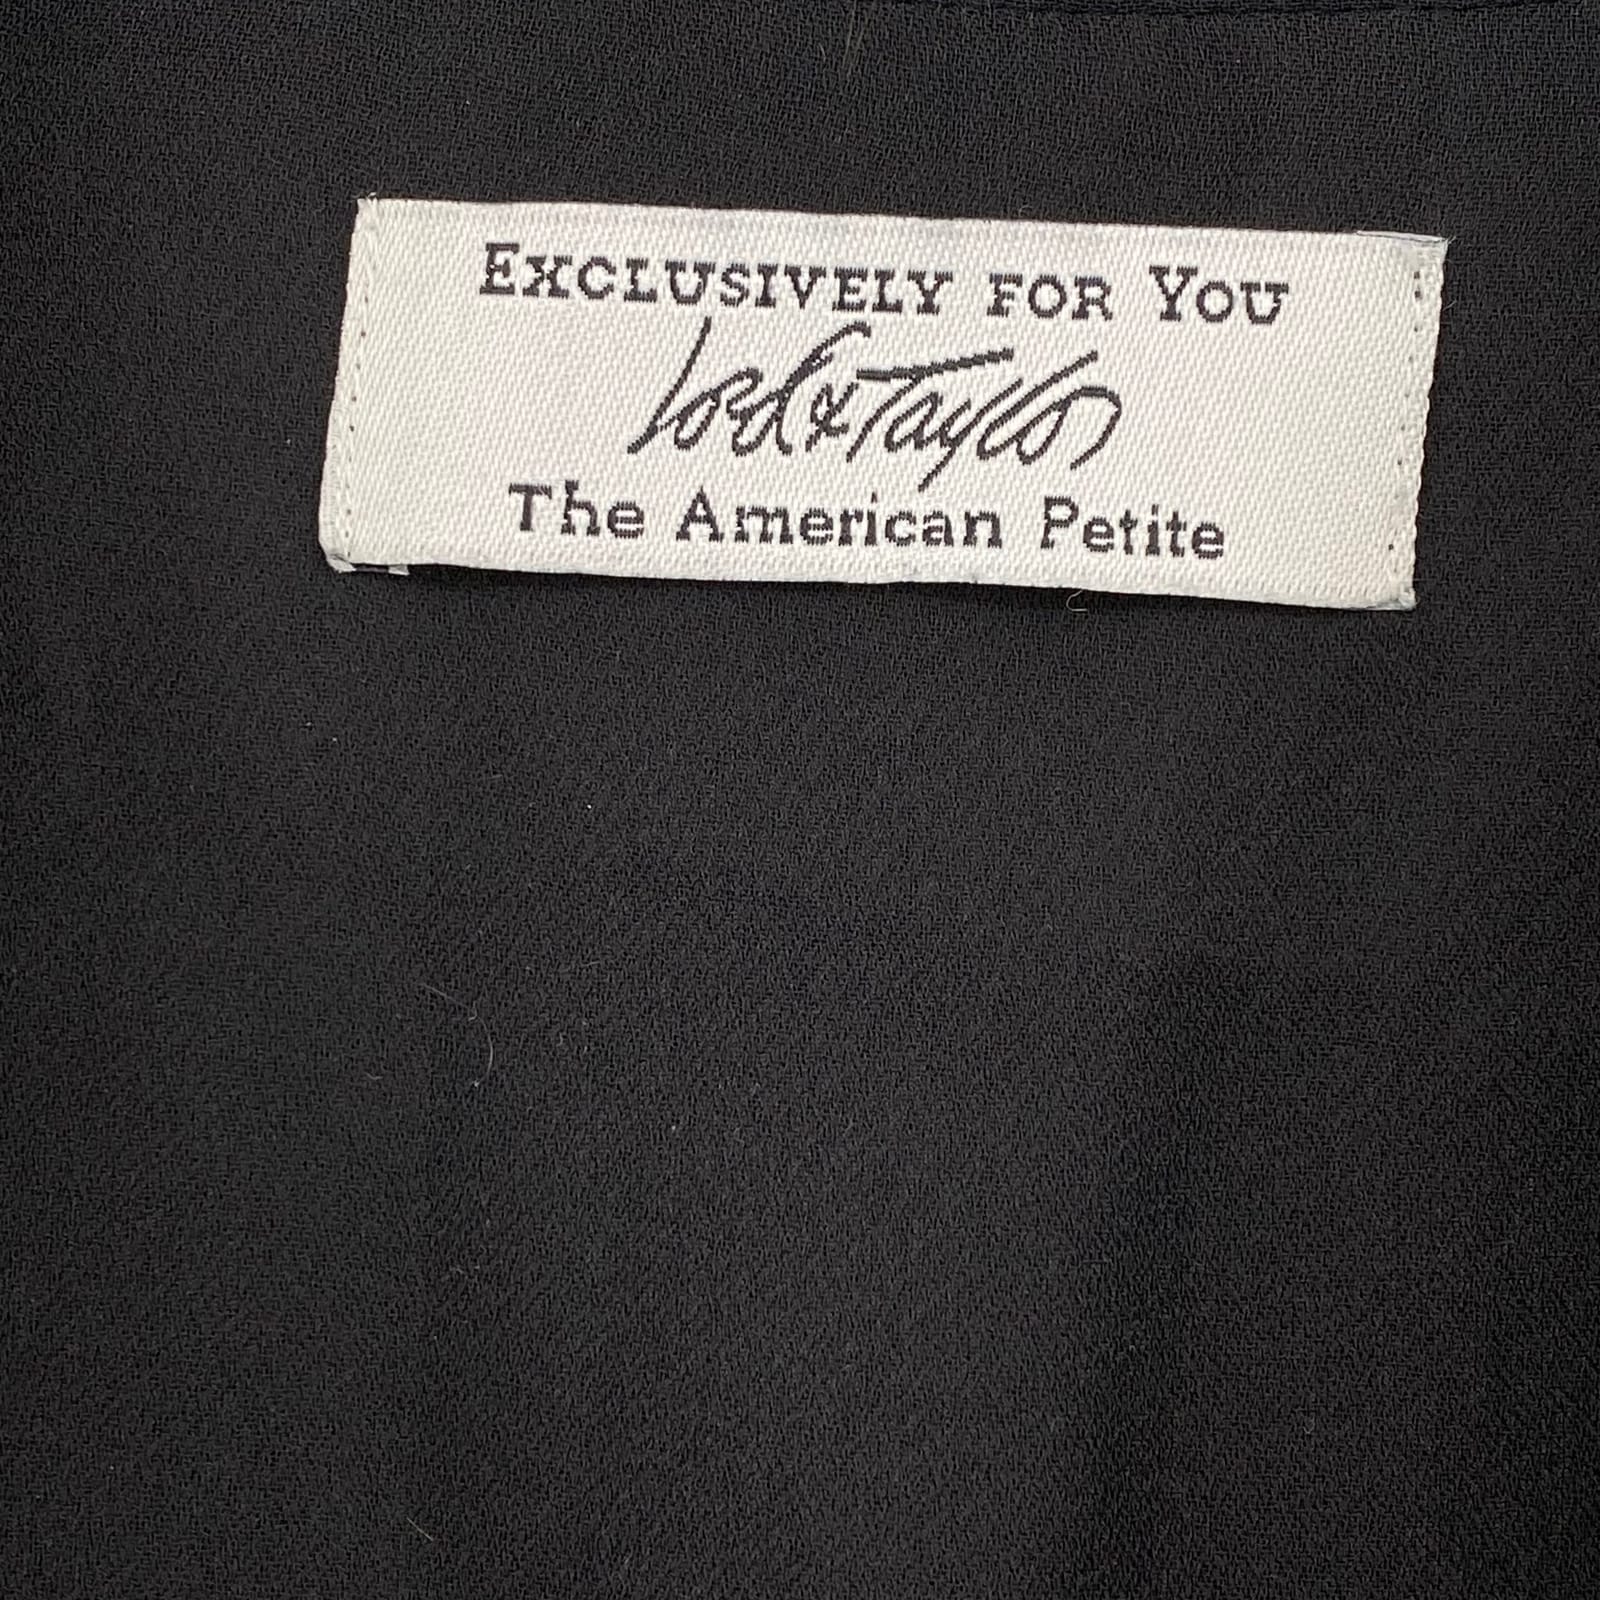 Exclusively for You
Lord & Taylor
The American Petite